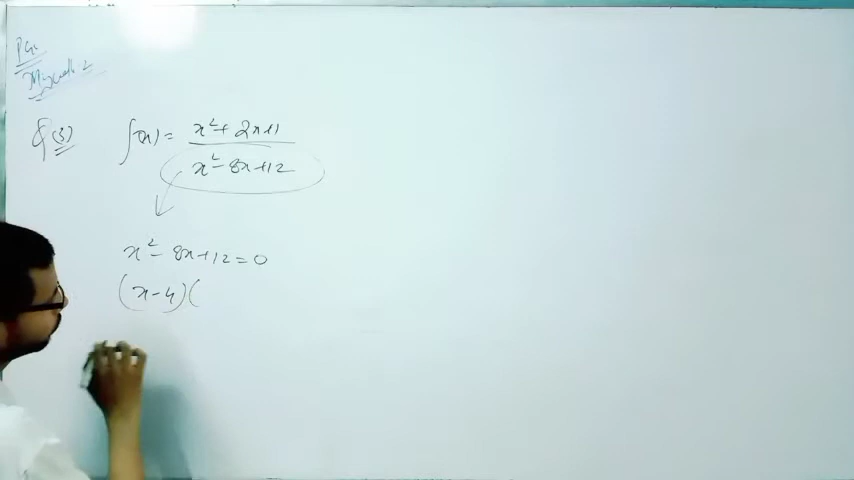 Q (3) f(x) = x² + 2x + 1 / x² - 8x + 12
x² - 8x + 12 = 0
(x - 4) (